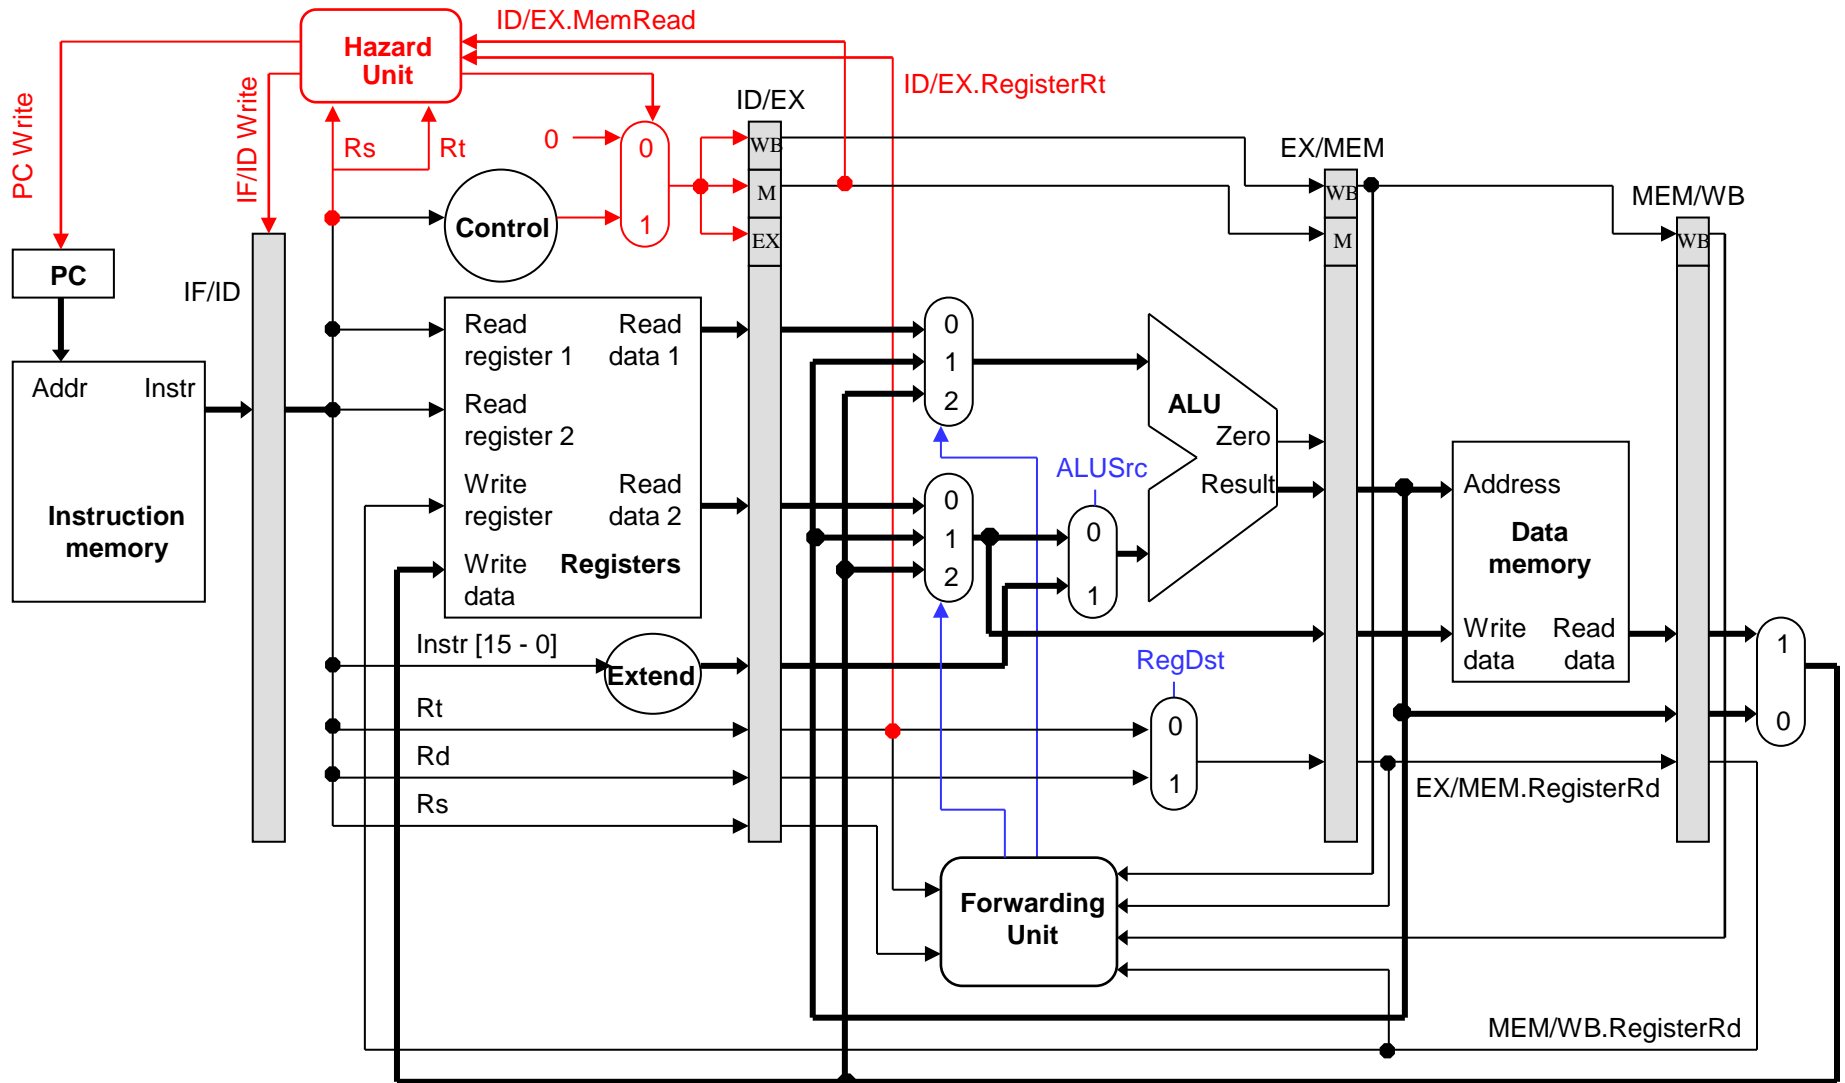 ID/EX.MemRead
Hazard
Unit
ID/EX.RegisterRt
PC Write
IF/ID Write
Rs
Rt
0
0
1
ID/EX
WB
M
EX
EX/MEM
WB
M
MEM/WB
WB
Control
PC
IF/ID
Addr
Instr
Instruction
memory
Read
register 1
Read
data 1
Read
register 2
Write
register
Read
data 2
Write
data
Registers
0
1
2
0
1
2
ALUSrc
0
1
ALU
Zero
Result
Address
Data
memory
Write
data
Read
data
1
0
Instr [15 - 0]
Extend
RegDst
Rt
Rd
Rs
0
1
EX/MEM.RegisterRd
Forwarding
Unit
MEM/WB.RegisterRd